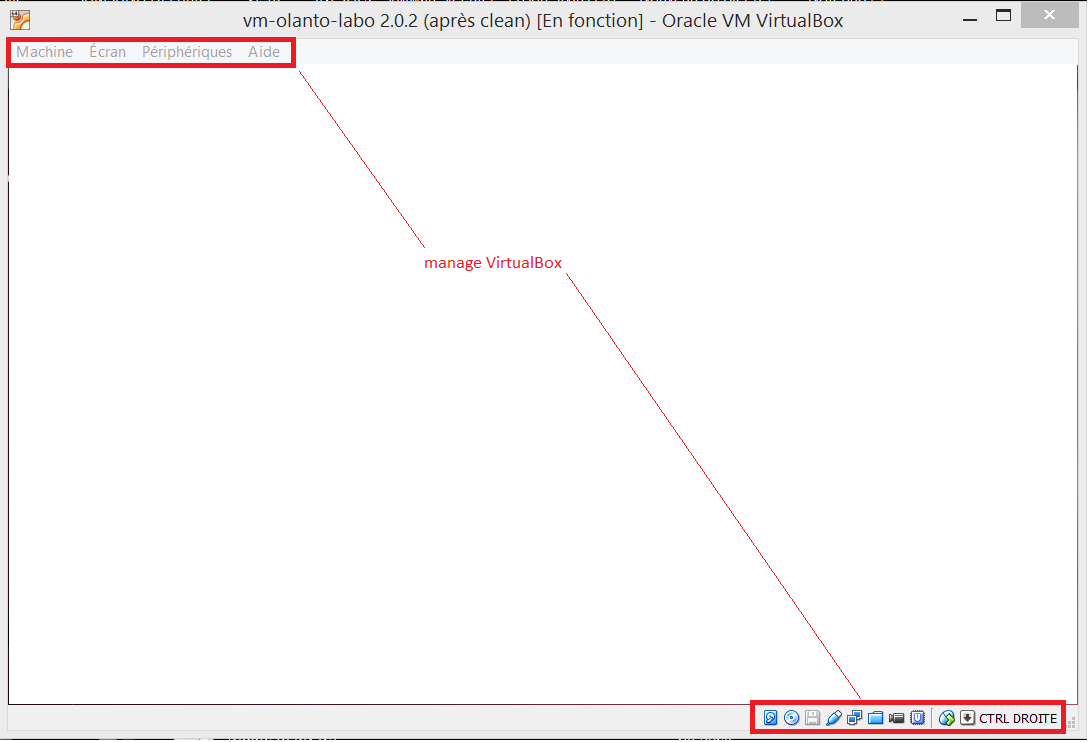 vm-olanto-labo 2.0.2 (après clean) [En fonction] - Oracle VM VirtualBox
Machine Écran Périphériques Aide
manage VirtualBox
CTRL DROITE